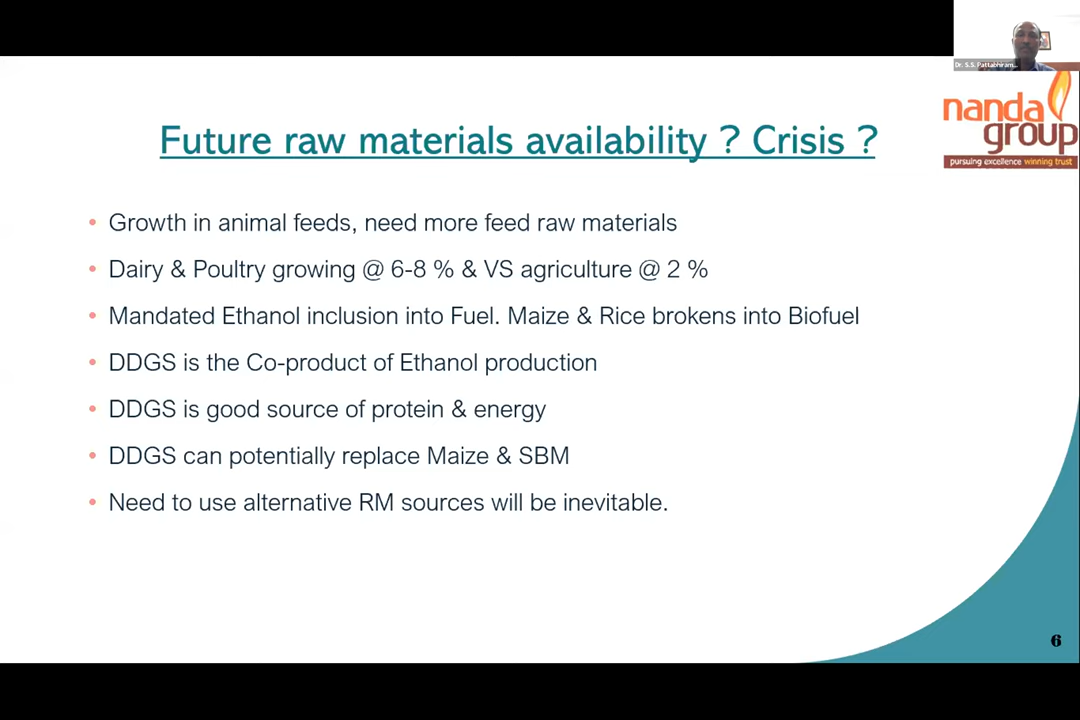 Dr. S.S. Pattabhiram...
nanda
group
pursuing excellence winning trust
Future raw materials availability ? Crisis ?
• Growth in animal feeds, need more feed raw materials
• Dairy & Poultry growing @ 6-8 % & VS agriculture @ 2 %
• Mandated Ethanol inclusion into Fuel. Maize & Rice brokens into Biofuel
• DDGS is the Co-product of Ethanol production
• DDGS is good source of protein & energy
• DDGS can potentially replace Maize & SBM
• Need to use alternative RM sources will be inevitable.
6